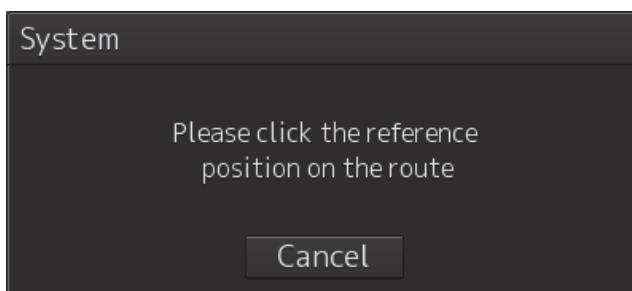 System
Please click the reference
position on the route
Cancel